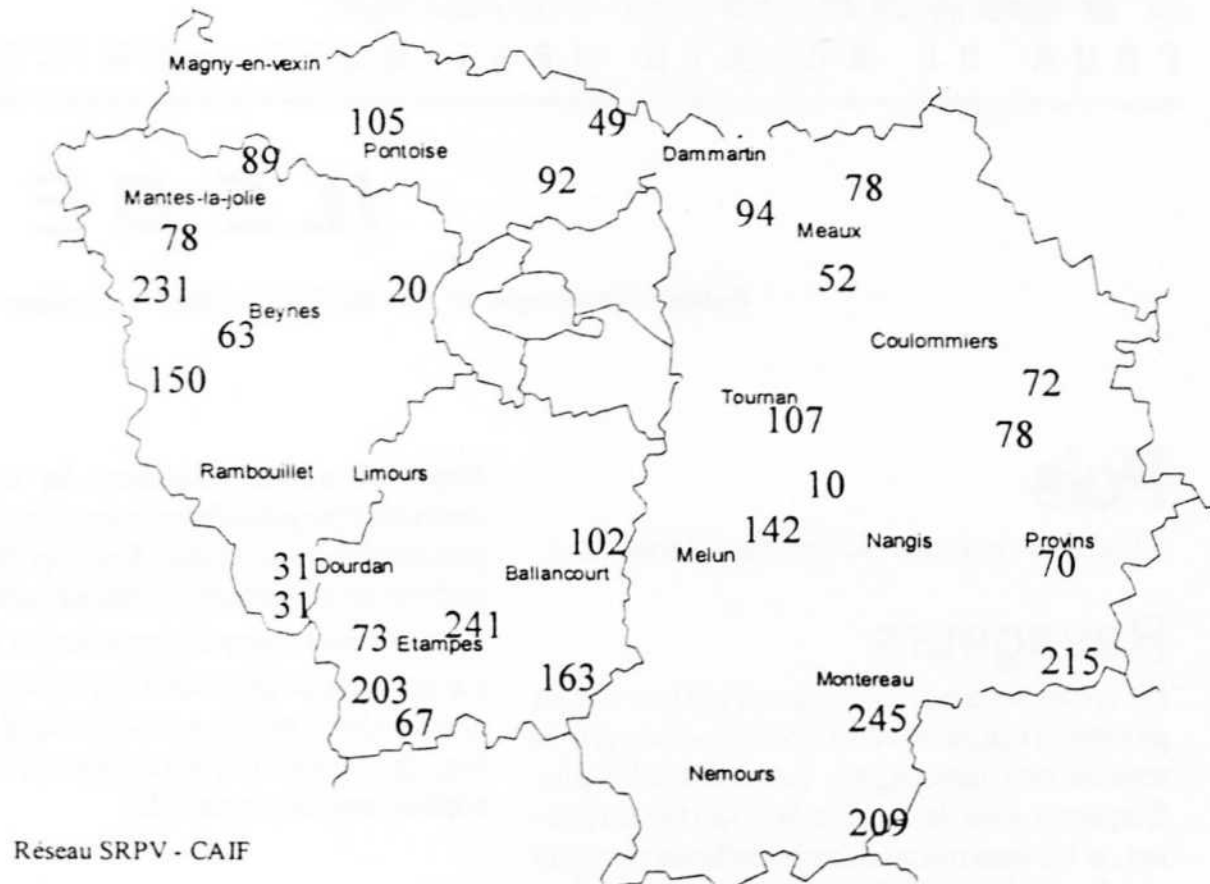 Magny-en-vexin
105
49
Pontoise
Dammartin
89
92
78
Mantes-la-jolie
94
Meaux
78
52
231
20
Beynes
63
Coulommiers
150
72
Tournan
107
78
Rambouillet
Limours
10
142
102
Melun
Nangis
Provins
70
31
Dourdan
Ballancourt
31
73
Etampes
241
163
215
203
Montereau
67
245
Nemours
209
Réseau SRPV - CAIF